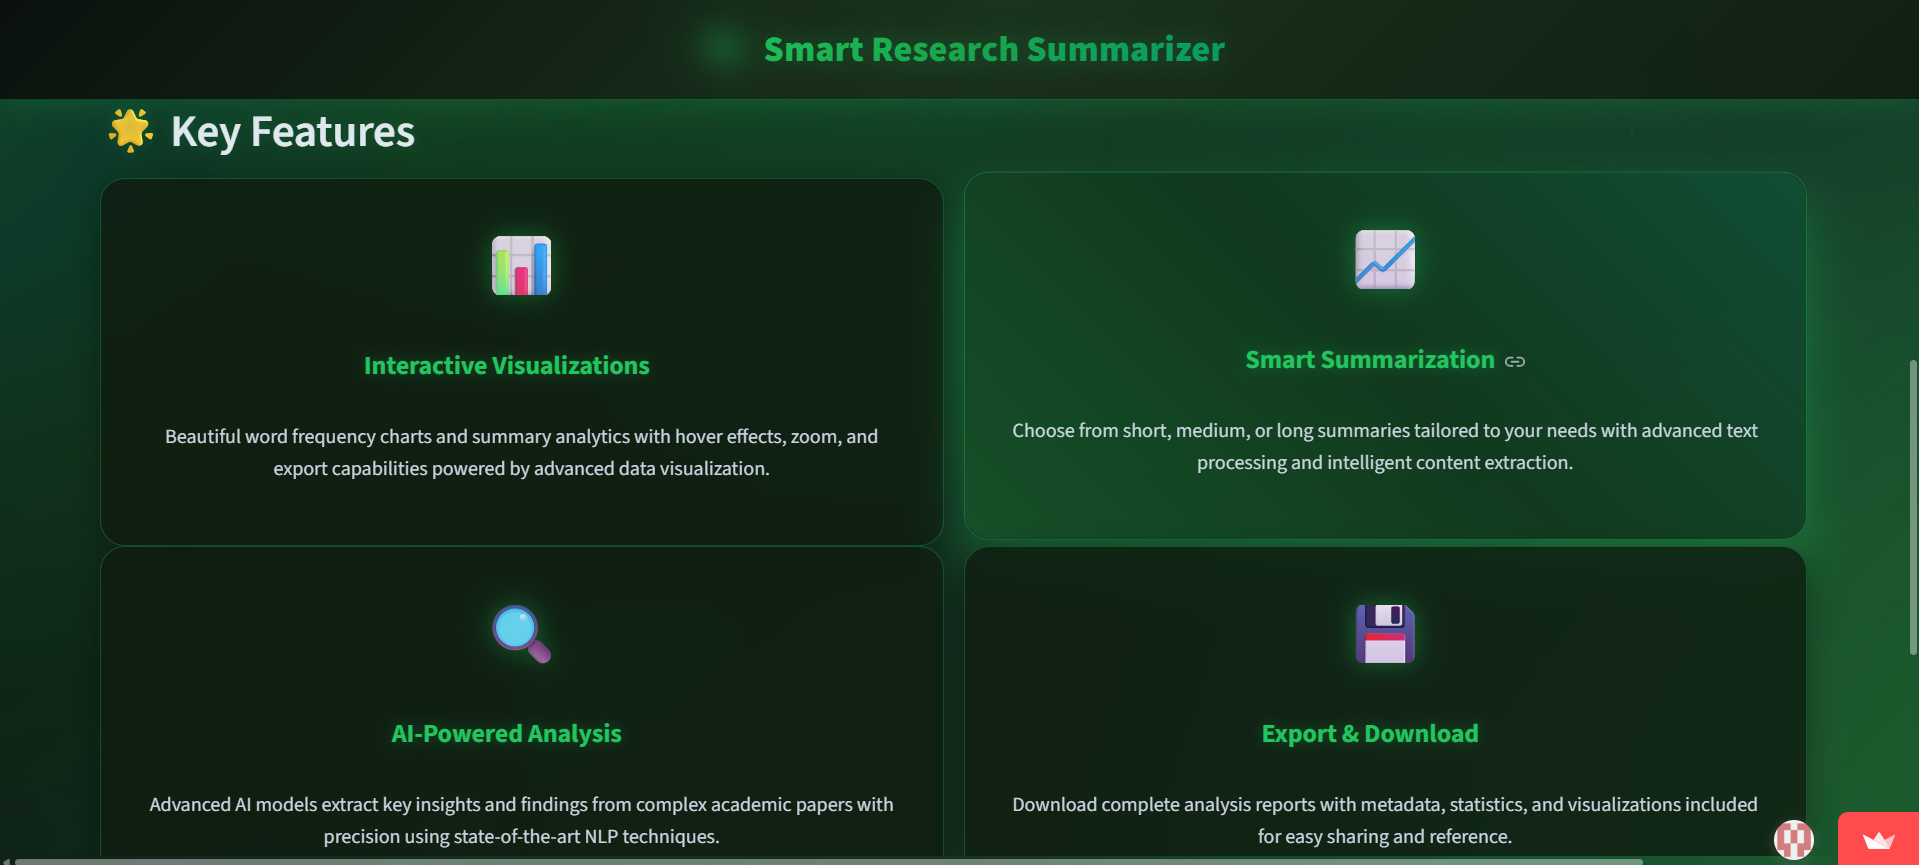 Smart Research Summarizer
Key Features
Interactive Visualizations
Beautiful word frequency charts and summary analytics with hover effects, zoom, and
export capabilities powered by advanced data visualization.
Smart Summarization
Choose from short, medium, or long summaries tailored to your needs with advanced text
processing and intelligent content extraction.
AI-Powered Analysis
Advanced AI models extract key insights and findings from complex academic papers with
precision using state-of-the-art NLP techniques.
Export & Download
Download complete analysis reports with metadata, statistics, and visualizations included
for easy sharing and reference.